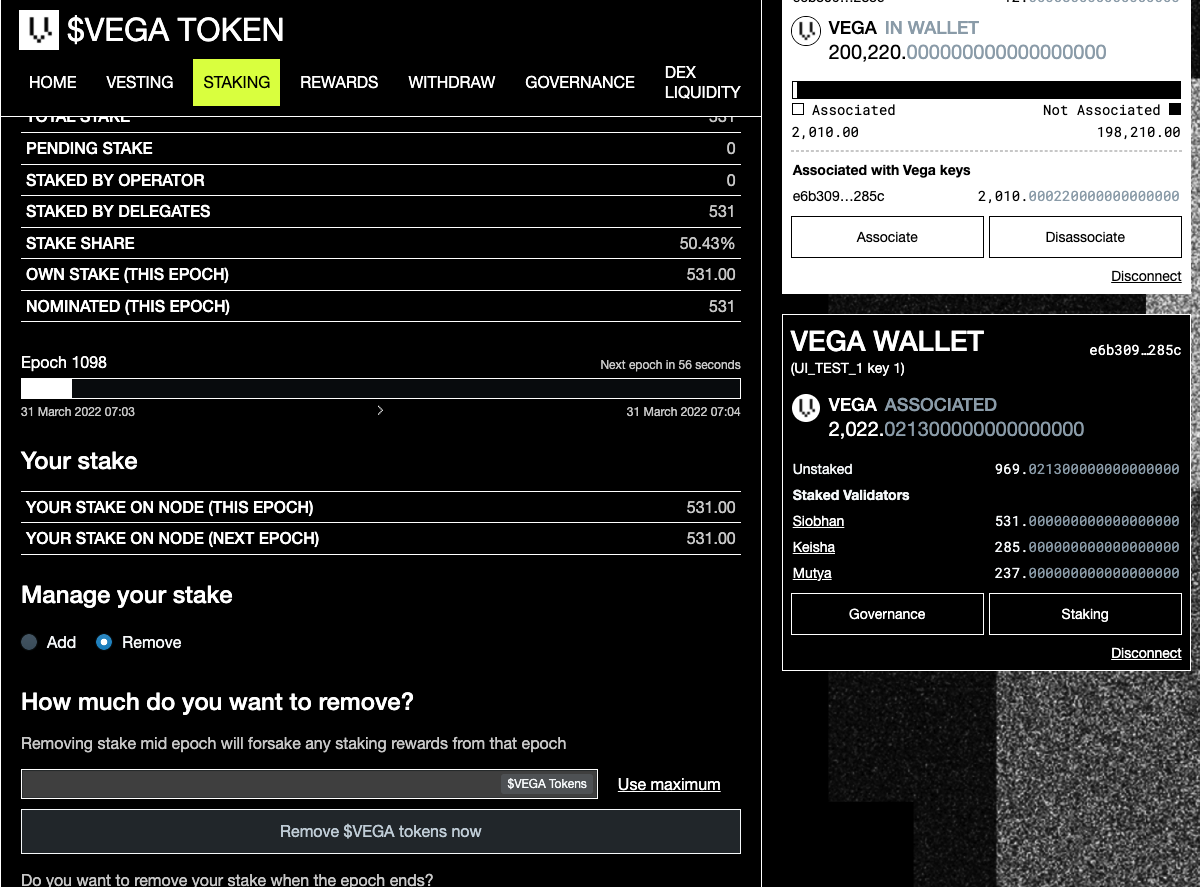 $VEGA TOKEN
HOME VESTING STAKING REWARDS WITHDRAW GOVERNANCE DEX LIQUIDITY
TOTAL STAKE 531
PENDING STAKE 0
STAKED BY OPERATOR 0
STAKED BY DELEGATES 531
STAKE SHARE 50.43%
OWN STAKE (THIS EPOCH) 531.00
NOMINATED (THIS EPOCH) 531
Epoch 1098 Next epoch in 56 seconds
31 March 2022 07:03 31 March 2022 07:04
Your stake
YOUR STAKE ON NODE (THIS EPOCH) 531.00
YOUR STAKE ON NODE (NEXT EPOCH) 531.00
Manage your stake
Add Remove
How much do you want to remove?
Removing stake mid epoch will forsake any staking rewards from that epoch
$VEGA Tokens Use maximum
Remove $VEGA tokens now
Do you want to remove your stake when the epoch ends?
VEGA IN WALLET
200,220.000000000000000000
Associated Not Associated
2,010.00 198,210.00
Associated with Vega keys
e6b309…285c 2,010.000220000000000000
Associate Disassociate
Disconnect
VEGA WALLET e6b309…285c
(UI_TEST_1 key 1)
VEGA ASSOCIATED
2,022.021300000000000000
Unstaked 969.021300000000000000
Staked Validators
Siobhan 531.000000000000000000
Keisha 285.000000000000000000
Mutya 237.000000000000000000
Governance Staking
Disconnect